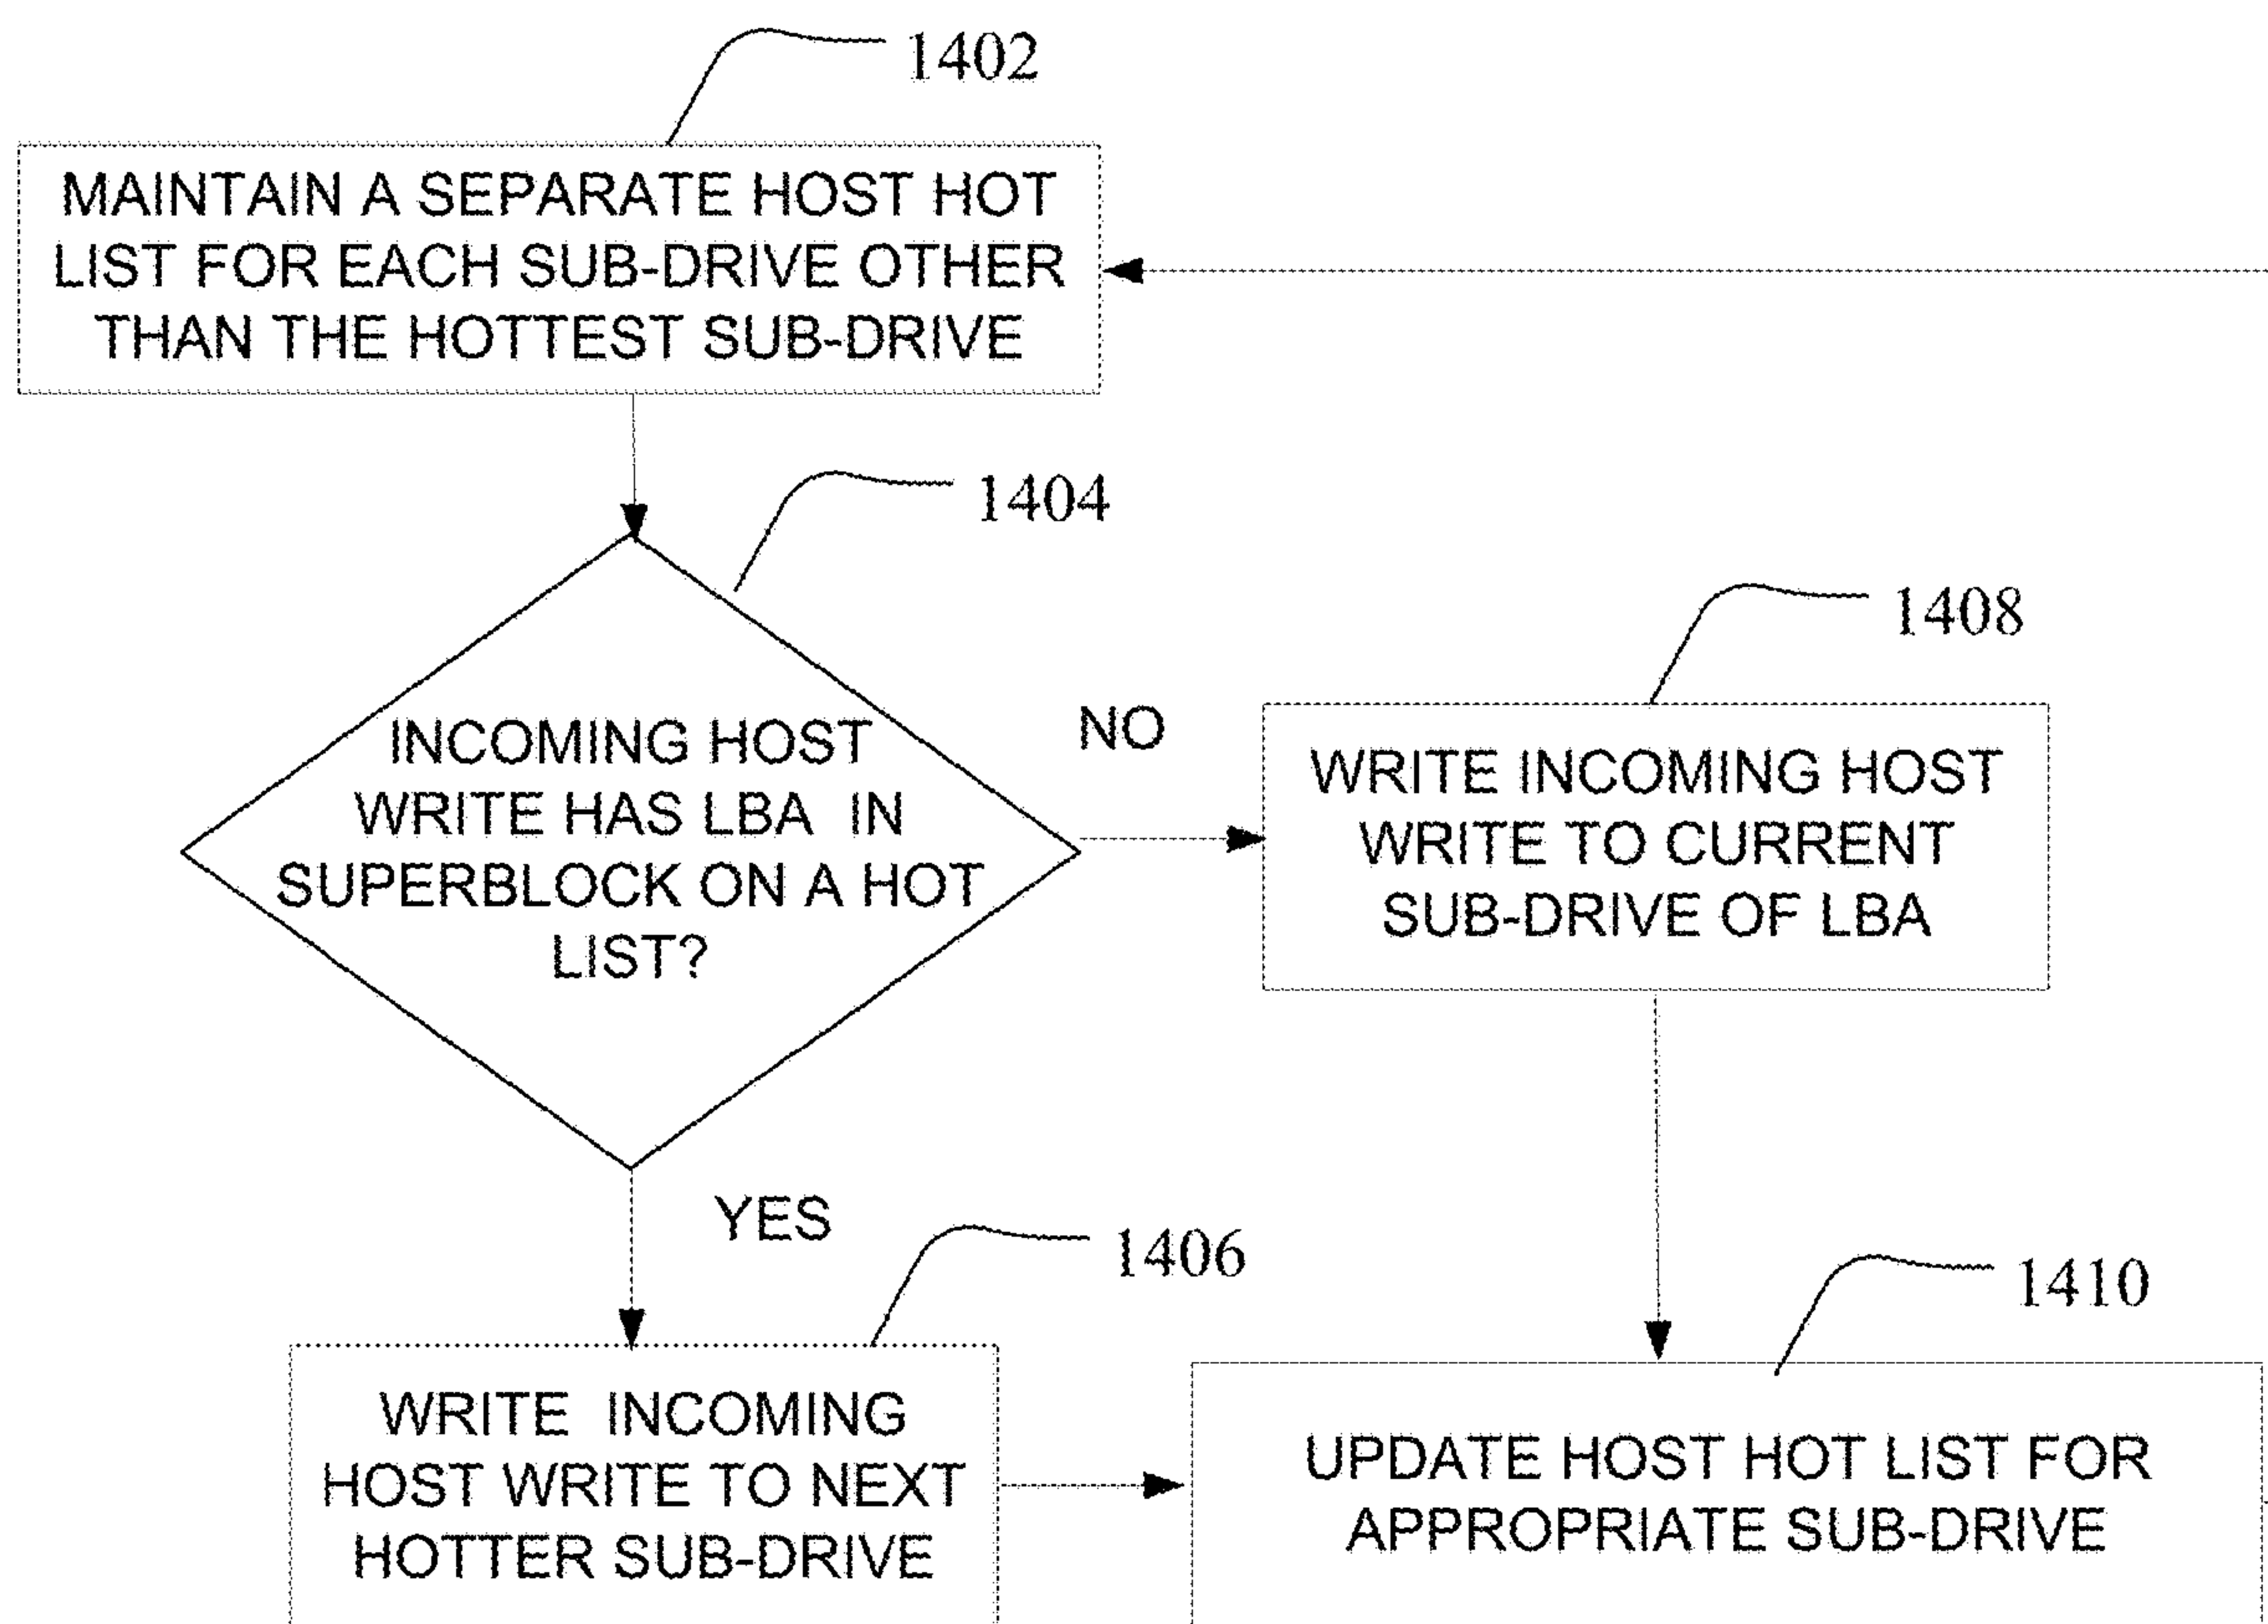 1402
MAINTAIN A SEPARATE HOST HOT
LIST FOR EACH SUB-DRIVE OTHER
THAN THE HOTTEST SUB-DRIVE
1404
INCOMING HOST
WRITE HAS LBA IN
SUPERBLOCK ON A HOT
LIST?
NO
1408
WRITE INCOMING HOST
WRITE TO CURRENT
SUB-DRIVE OF LBA
YES
1406
WRITE INCOMING
HOST WRITE TO NEXT
HOTTER SUB-DRIVE
1410
UPDATE HOST HOT LIST FOR
APPROPRIATE SUB-DRIVE